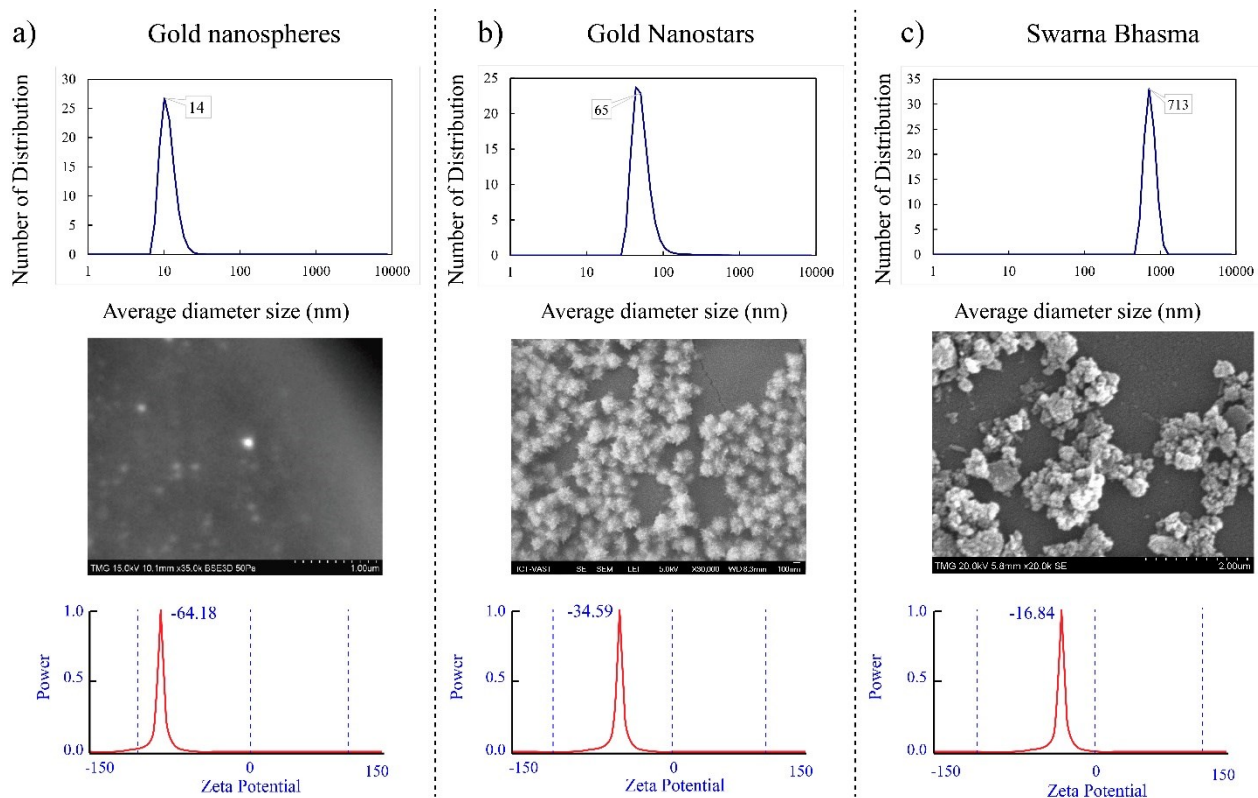 a) Gold nanospheres
Number of Distribution
30
25
20
15
10
5
0
14
1 10 100 1000 10000
Average diameter size (nm)
TMG 15.0kV 10.1mm x35.0k BSE3D 50Pa 1.00um
-64.18
Power
1.0
0.5
0.0
-150 0 150
Zeta Potential
b) Gold Nanostars
Number of Distribution
25
20
15
10
5
0
65
1 10 100 1000 10000
Average diameter size (nm)
ICT-VAST SE SEM LEI 5.0kV X30,000 WD 8.3mm 100nm
-34.59
Power
1.0
0.5
0.0
-150 0 150
Zeta Potential
c) Swarna Bhasma
Number of Distribution
35
30
25
20
15
10
5
0
713
1 10 100 1000 10000
Average diameter size (nm)
TMG 20.0kV 5.8mm x20.0k SE 2.00um
-16.84
Power
1.0
0.5
0.0
-150 0 150
Zeta Potential